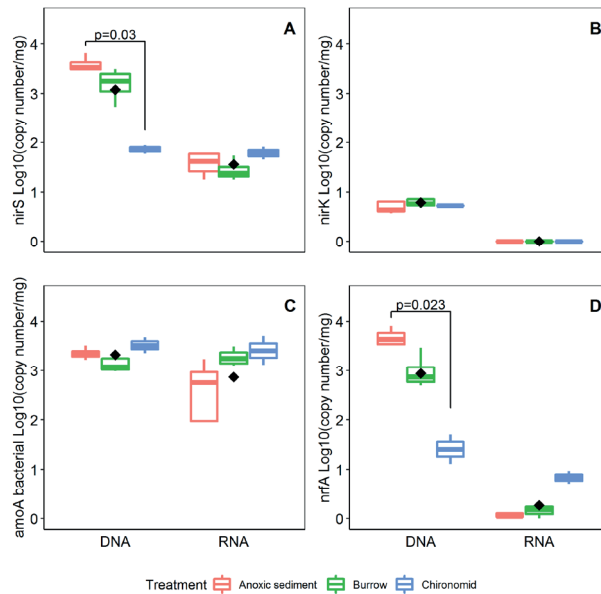 A
p=0.03
nirS Log10(copy number/mg)
4
3
2
1
0
B
nirK Log10(copy number/mg)
4
3
2
1
0
C
amoA bacterial Log10(copy number/mg)
4
3
2
1
0
DNA RNA
D
p=0.023
nrfA Log10(copy number/mg)
4
3
2
1
0
DNA RNA
Treatment Anoxic sediment Burrow Chironomid